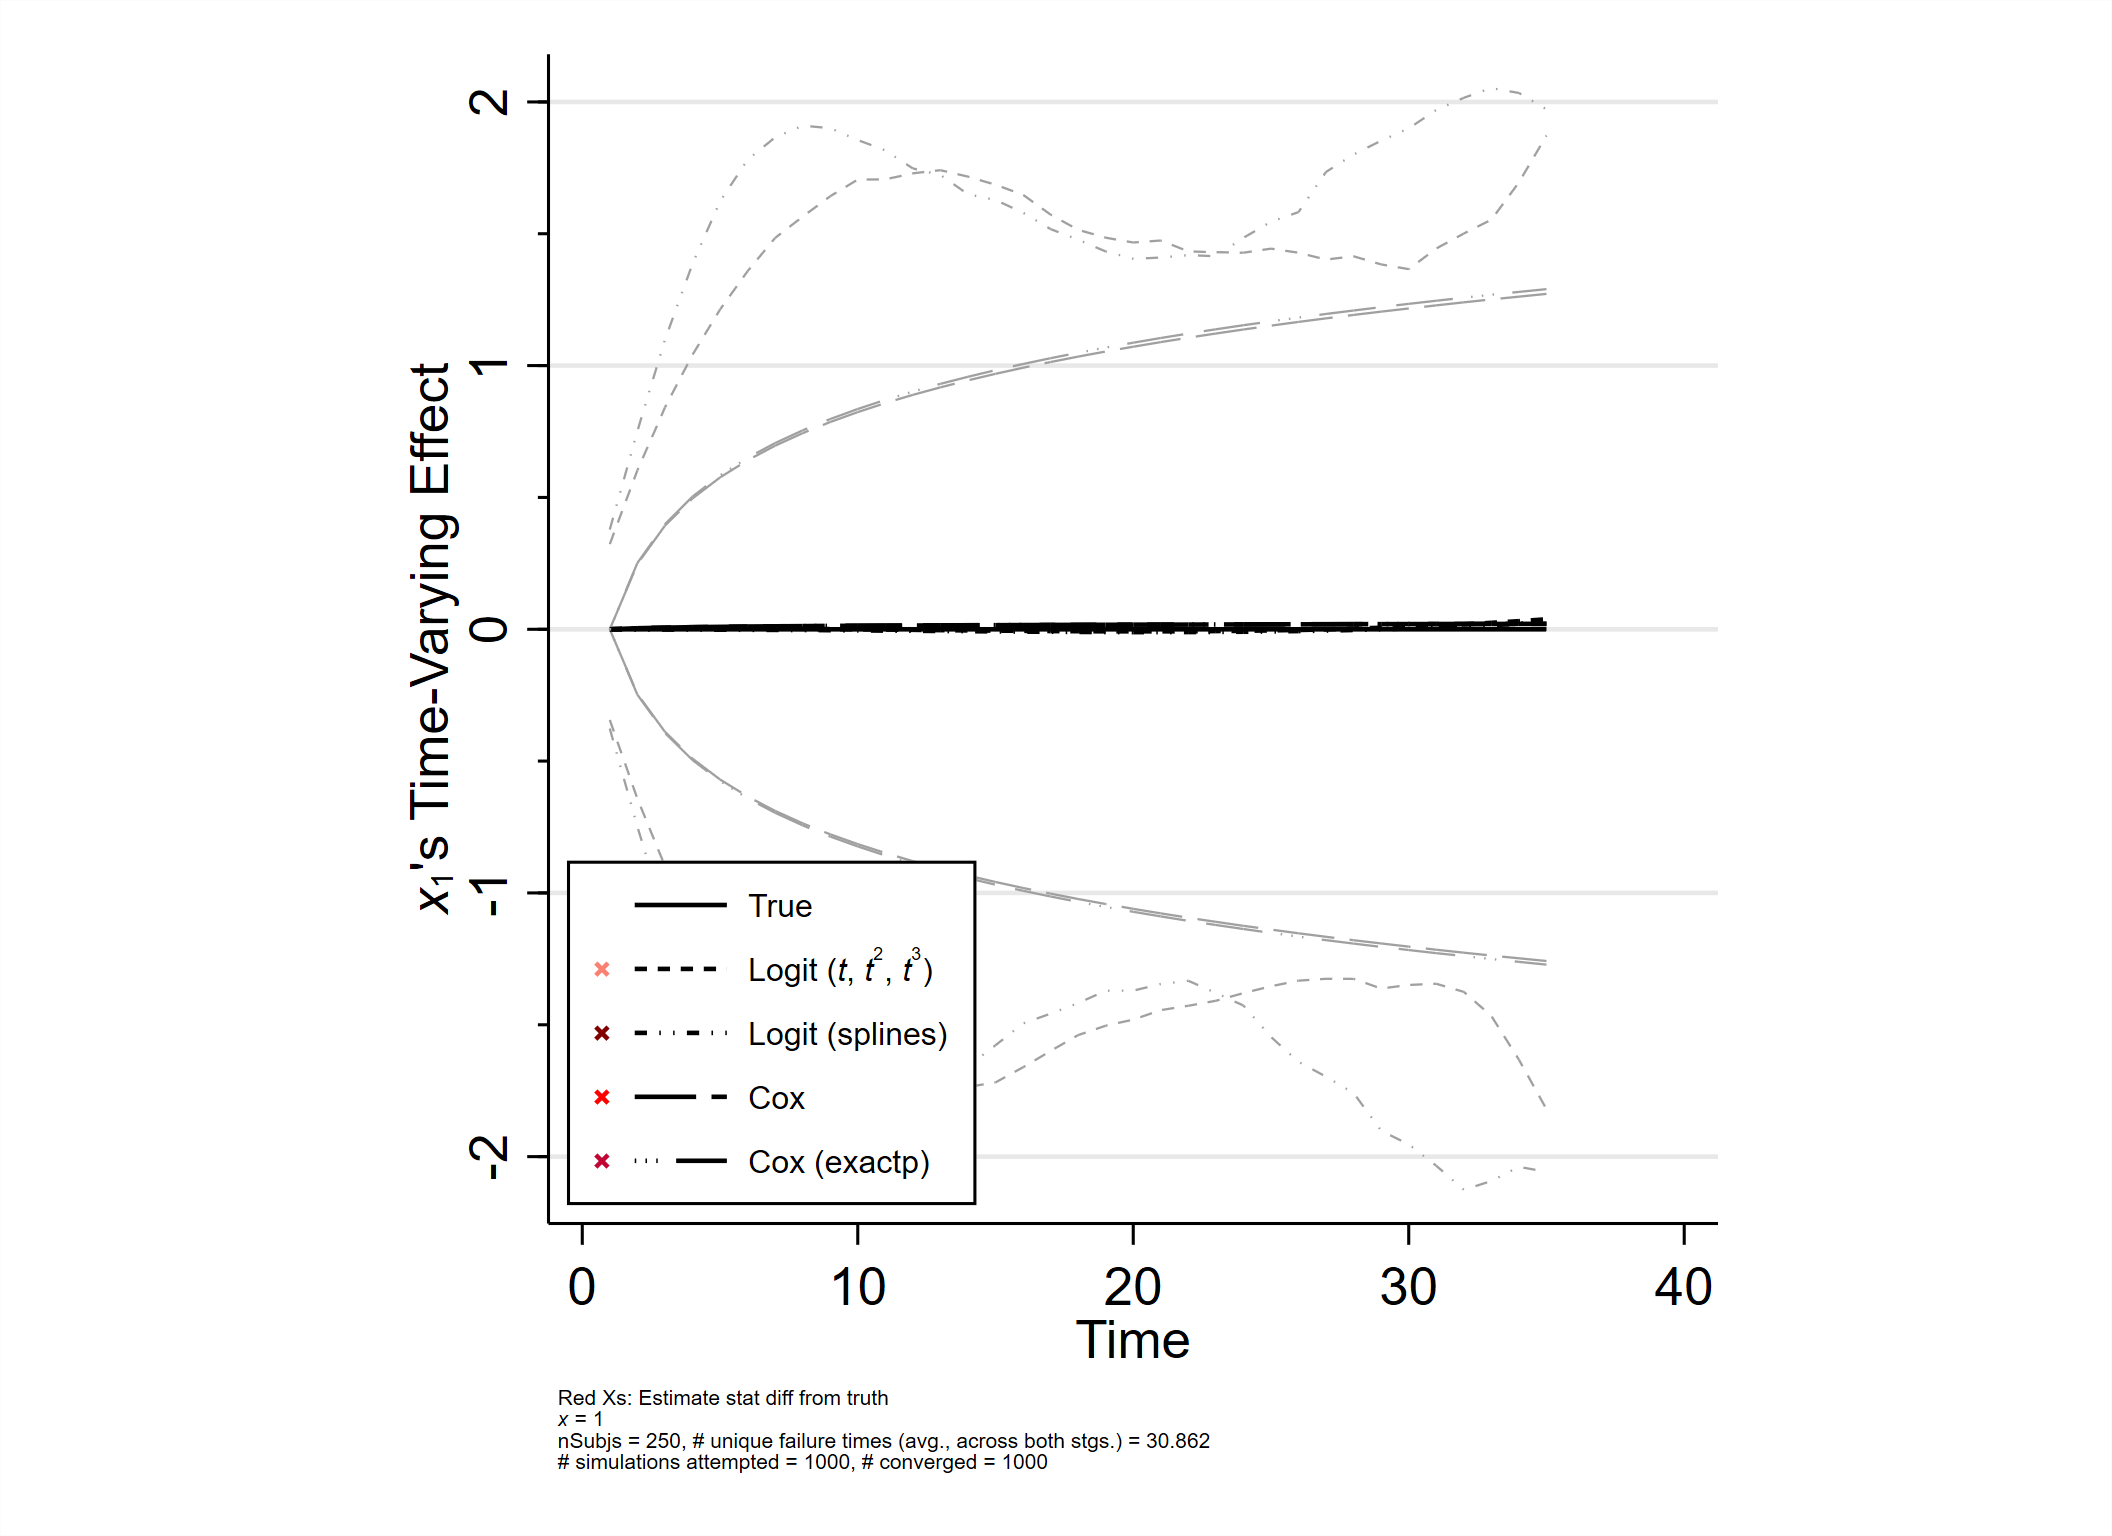 2
1
0
-1
-2
x₁'s Time-Varying Effect
True
Logit (t, t², t³)
Logit (splines)
Cox
Cox (exactp)
0 10 20 30 40
Time
Red Xs: Estimate stat diff from truth
x = 1
nSubjs = 250, # unique failure times (avg., across both stgs.) = 30.862
# simulations attempted = 1000, # converged = 1000